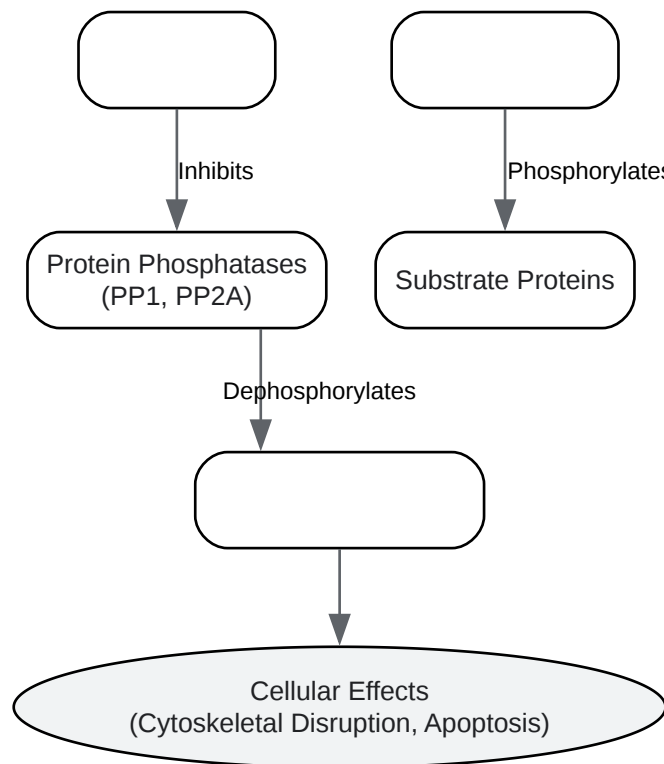 Inhibits
Phosphorylates
Protein Phosphatases
(PP1, PP2A)
Substrate Proteins
Dephosphorylates
Cellular Effects
(Cytoskeletal Disruption, Apoptosis)